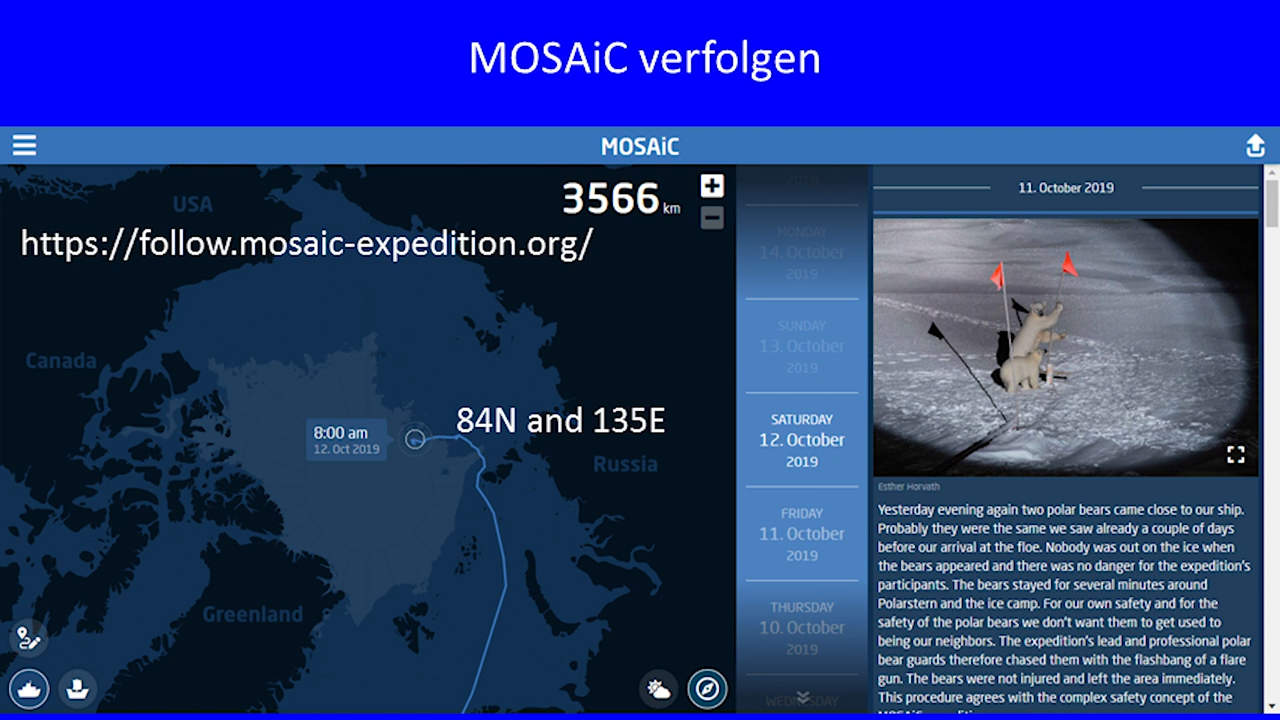 MOSAiC verfolgen
MOSAiC
USA
3566 km
https://follow.mosaic-expedition.org/
Canada
8:00 am
12. Oct 2019
84N and 135E
Russia
Greenland
2019
MONDAY
14. October
2019
SUNDAY
13. October
2019
SATURDAY
12. October
2019
FRIDAY
11. October
2019
THURSDAY
10. October
2019
WEDNESDAY
11. October 2019
Esther Horvath
Yesterday evening again two polar bears came close to our ship.
Probably they were the same we saw already a couple of days
before our arrival at the floe. Nobody was out on the ice when
the bears appeared and there was no danger for the expedition's
participants. The bears stayed for several minutes around
Polarstern and the ice camp. For our own safety and for the
safety of the polar bears we don't want them to get used to
being our neighbors. The expedition's lead and professional polar
bear guards therefore chased them with the flashbang of a flare
gun. The bears were not injured and left the area immediately.
This procedure agrees with the complex safety concept of the